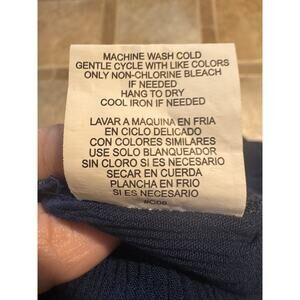 MACHINE WASH COLD
GENTLE CYCLE WITH LIKE COLORS
ONLY NON-CHLORINE BLEACH
IF NEEDED
HANG TO DRY
COOL IRON IF NEEDED
LAVAR A MAQUINA EN FRIA
EN CICLO DELICADO
CON COLORES SIMILARES
USE SOLO BLANQUEADOR
SIN CLORO SI ES NECESARIO
SECAR EN CUERDA
PLANCHA EN FRIO
SI ES NECESARIO